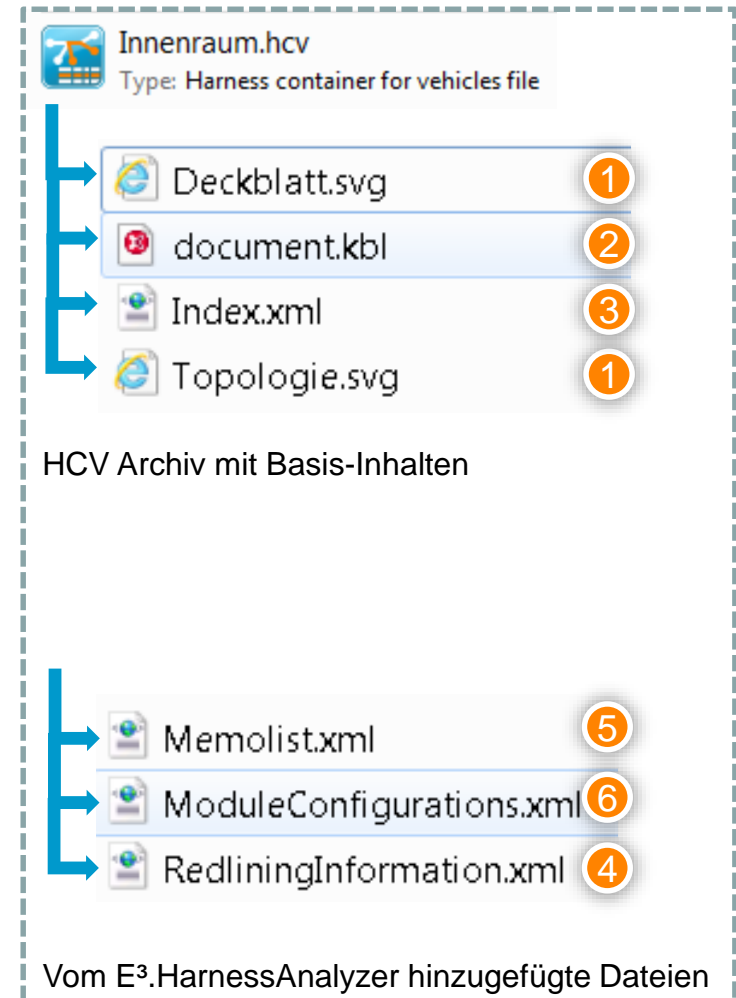 Innenraum.hcv
Type: Harness container for vehicles file
Deckblatt.svg 1
document.kbl 2
Index.xml 3
Topologie.svg 1
HCV Archiv mit Basis-Inhalten
Memolist.xml 5
ModuleConfigurations.xml 6
RedliningInformation.xml 4
Vom E³.HarnessAnalyzer hinzugefügte Dateien